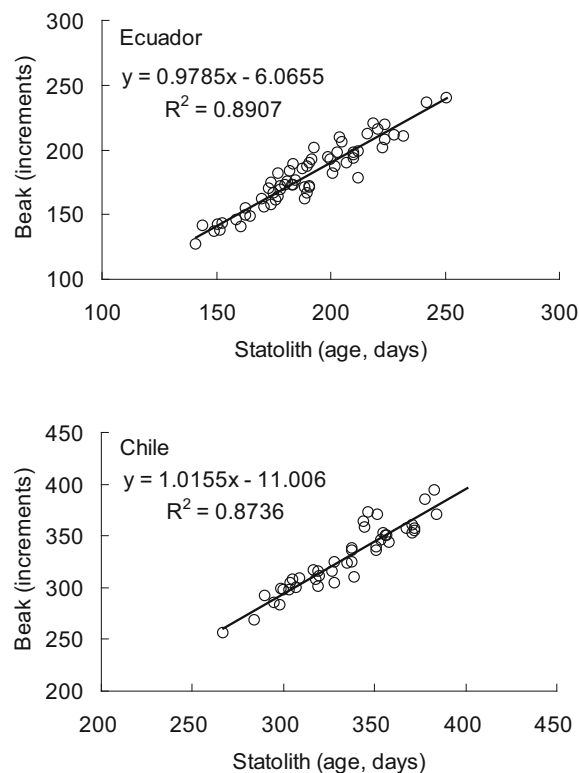 Ecuador
y = 0.9785x - 6.0655
R² = 0.8907
300
250
200
150
100
Beak (increments)
100 150 200 250 300
Statolith (age, days)
Chile
y = 1.0155x - 11.006
R² = 0.8736
450
400
350
300
250
200
Beak (increments)
200 250 300 350 400 450
Statolith (age, days)